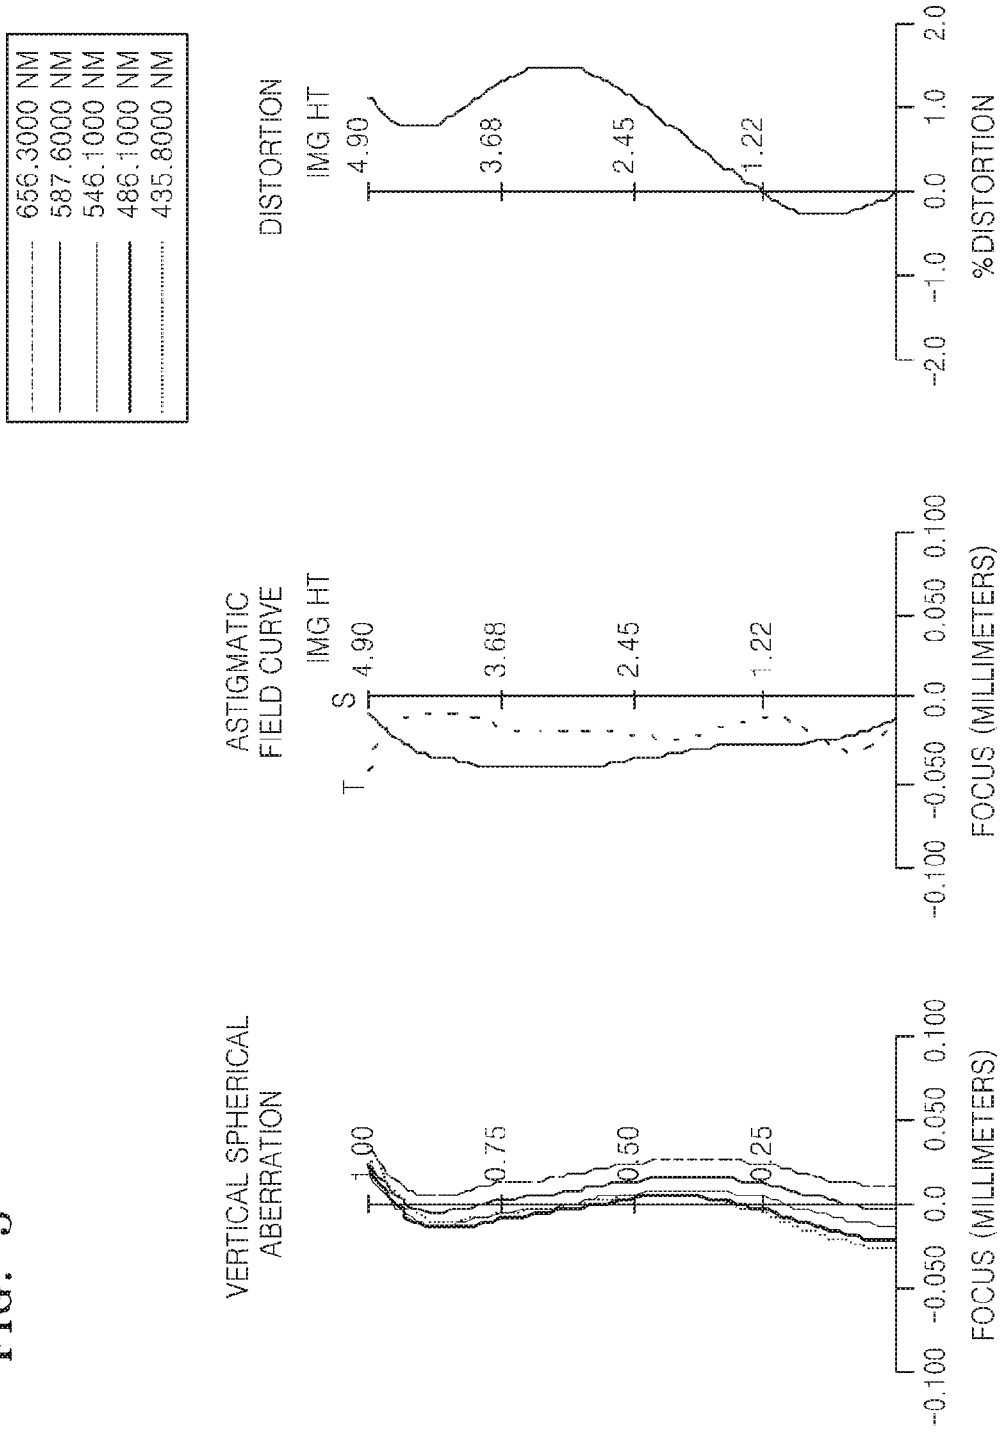 656.3000 NM
587.6000 NM
546.1000 NM
486.1000 NM
435.8000 NM
VERTICAL SPHERICAL
ABERRATION
1.00
0.75
0.50
0.25
-0.100 -0.050 0.0 0.050 0.100
FOCUS (MILLIMETERS)
ASTIGMATIC
FIELD CURVE
IMG HT
T S 4.90
3.68
2.45
1.22
-0.100 -0.050 0.0 0.050 0.100
FOCUS (MILLIMETERS)
DISTORTION
IMG HT
4.90
3.68
2.45
1.22
-2.0 -1.0 0.0 1.0 2.0
% DISTORTION